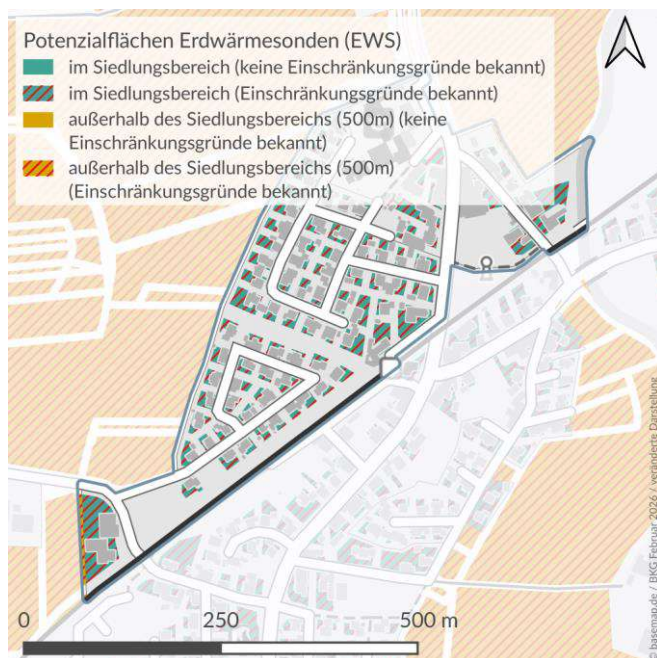 Potenzialflächen Erdwärmesonden (EWS)
im Siedlungsbereich (keine Einschränkungsgründe bekannt)
im Siedlungsbereich (Einschränkungsgründe bekannt)
außerhalb des Siedlungsbereichs (500m) (keine
Einschränkungsgründe bekannt)
außerhalb des Siedlungsbereichs (500m)
(Einschränkungsgründe bekannt)
0 250 500 m
© basemap.de / BKG Februar 2026 / veränderte Darstellung